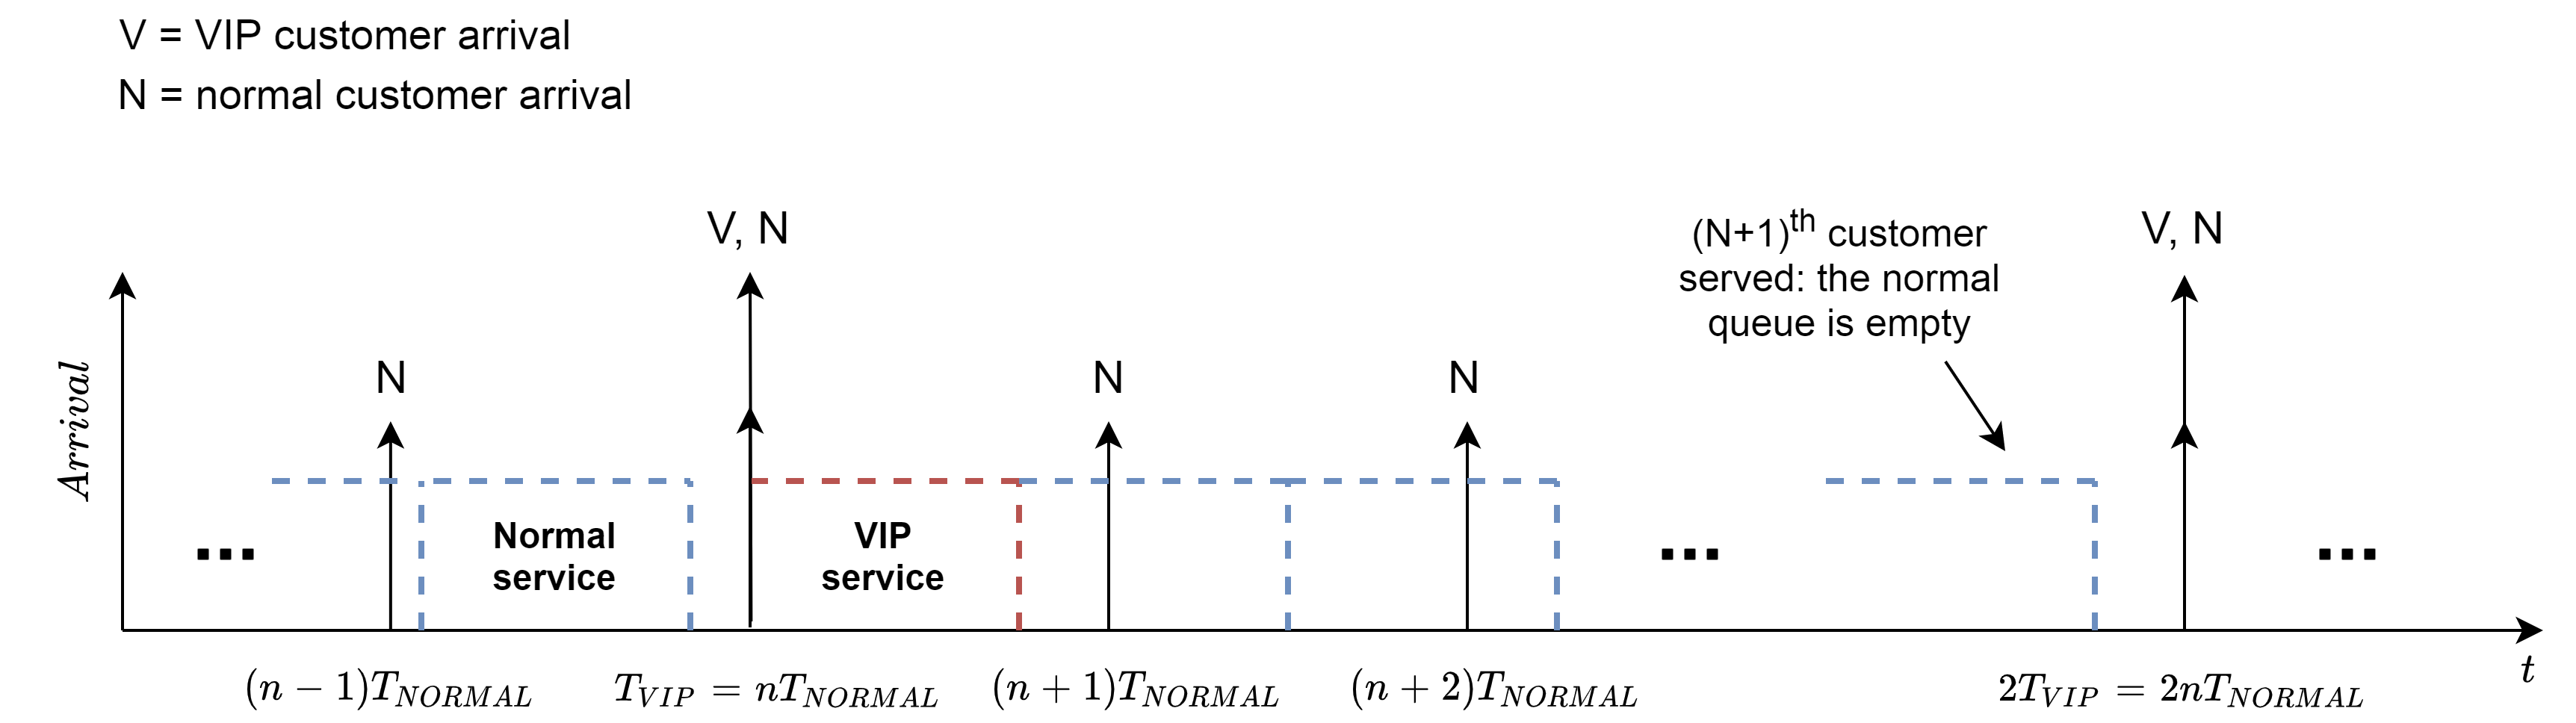 V = VIP customer arrival
N = normal customer arrival
V, N
V, N
(N+1)th customer
served: the normal
queue is empty
N
N
N
Arrival
Normal
service
VIP
service
...
...
...
(n − 1)T_NORMAL
T_VIP = nT_NORMAL
(n + 1)T_NORMAL
(n + 2)T_NORMAL
2T_VIP = 2nT_NORMAL
t